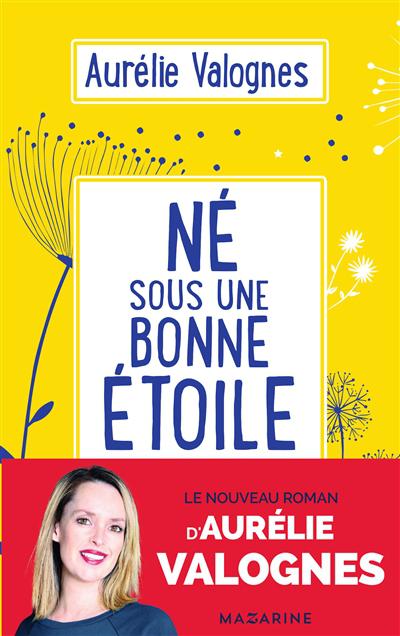 Aurélie Valognes
NÉ
SOUS UNE
BONNE
ÉTOILE
LE NOUVEAU ROMAN
D'AURÉLIE
VALOGNES
MAZARINE